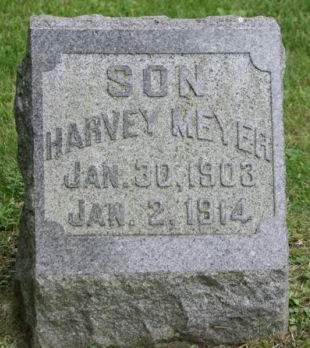 SON
HARVEY MEYER
JAN. 30, 1903
JAN. 2, 1914.